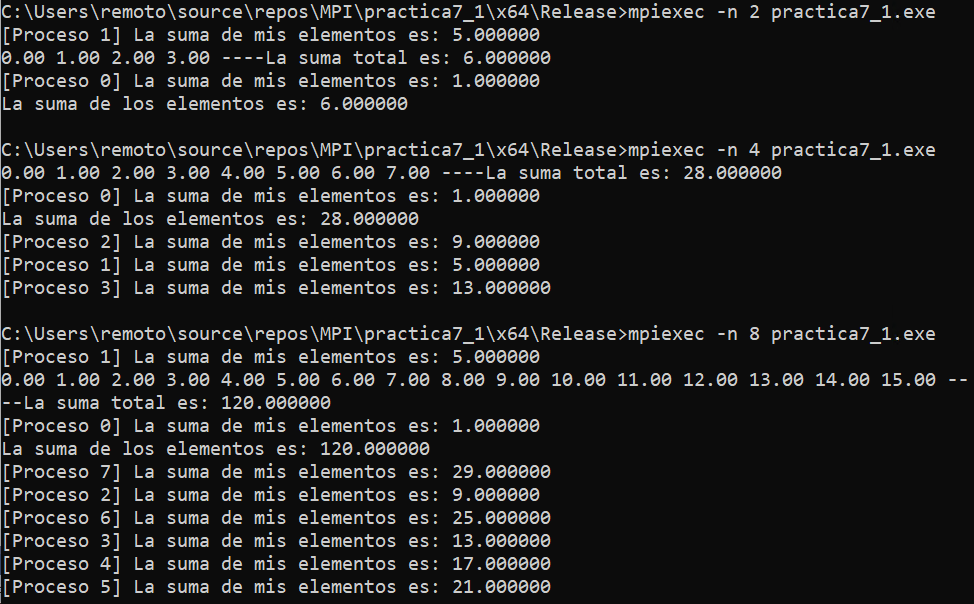 C:\Users\remoto\source\repos\MPI\practica7_1\x64\Release>mpiexec -n 2 practica7_1.exe
[Proceso 1] La suma de mis elementos es: 5.000000
0.00 1.00 2.00 3.00 ----La suma total es: 6.000000
[Proceso 0] La suma de mis elementos es: 1.000000
La suma de los elementos es: 6.000000
C:\Users\remoto\source\repos\MPI\practica7_1\x64\Release>mpiexec -n 4 practica7_1.exe
0.00 1.00 2.00 3.00 4.00 5.00 6.00 7.00 ----La suma total es: 28.000000
[Proceso 0] La suma de mis elementos es: 1.000000
La suma de los elementos es: 28.000000
[Proceso 2] La suma de mis elementos es: 9.000000
[Proceso 1] La suma de mis elementos es: 5.000000
[Proceso 3] La suma de mis elementos es: 13.000000
C:\Users\remoto\source\repos\MPI\practica7_1\x64\Release>mpiexec -n 8 practica7_1.exe
[Proceso 1] La suma de mis elementos es: 5.000000
0.00 1.00 2.00 3.00 4.00 5.00 6.00 7.00 8.00 9.00 10.00 11.00 12.00 13.00 14.00 15.00 --
--La suma total es: 120.000000
[Proceso 0] La suma de mis elementos es: 1.000000
La suma de los elementos es: 120.000000
[Proceso 7] La suma de mis elementos es: 29.000000
[Proceso 2] La suma de mis elementos es: 9.000000
[Proceso 6] La suma de mis elementos es: 25.000000
[Proceso 3] La suma de mis elementos es: 13.000000
[Proceso 4] La suma de mis elementos es: 17.000000
[Proceso 5] La suma de mis elementos es: 21.000000